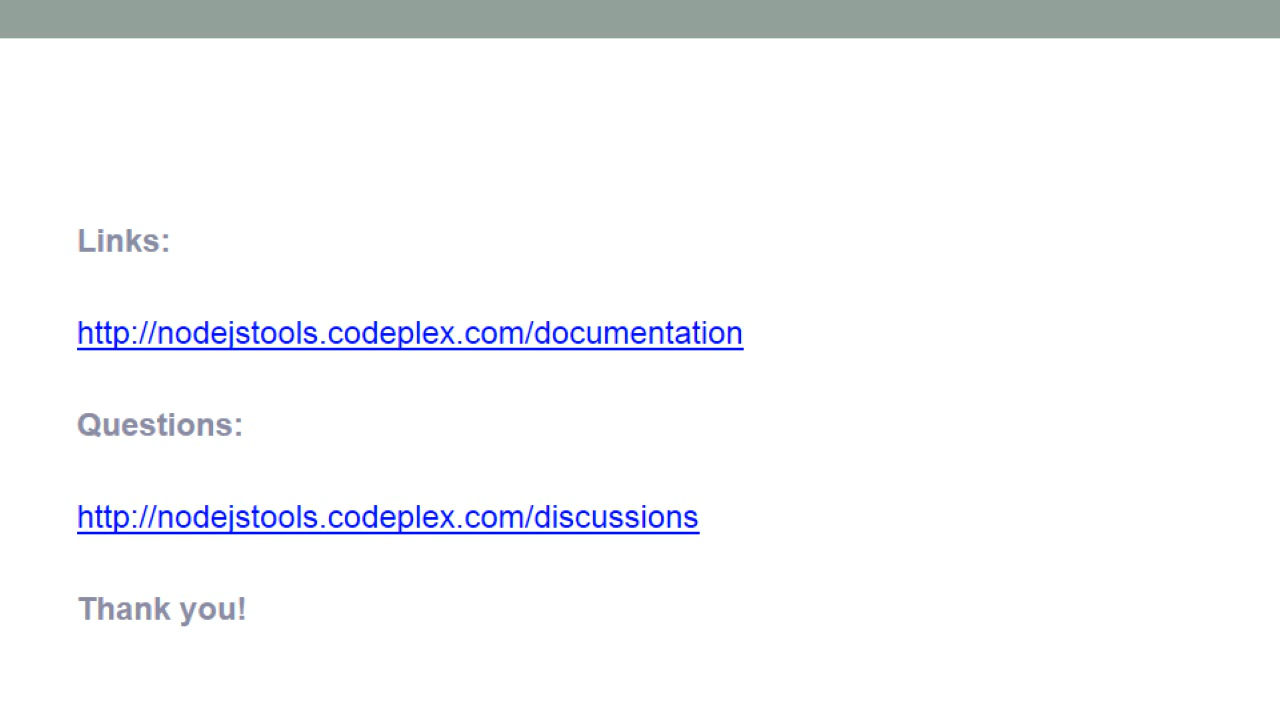 Links:
http://nodejstools.codeplex.com/documentation
Questions:
http://nodejstools.codeplex.com/discussions
Thank you!